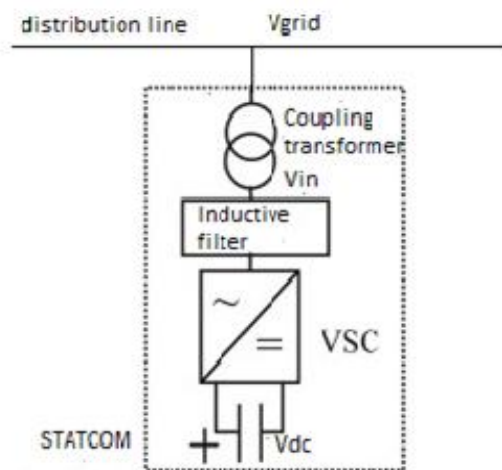 distribution line
Vgrid
Coupling
transformer
Vin
Inductive
filter
~
=
VSC
STATCOM
+
Vdc